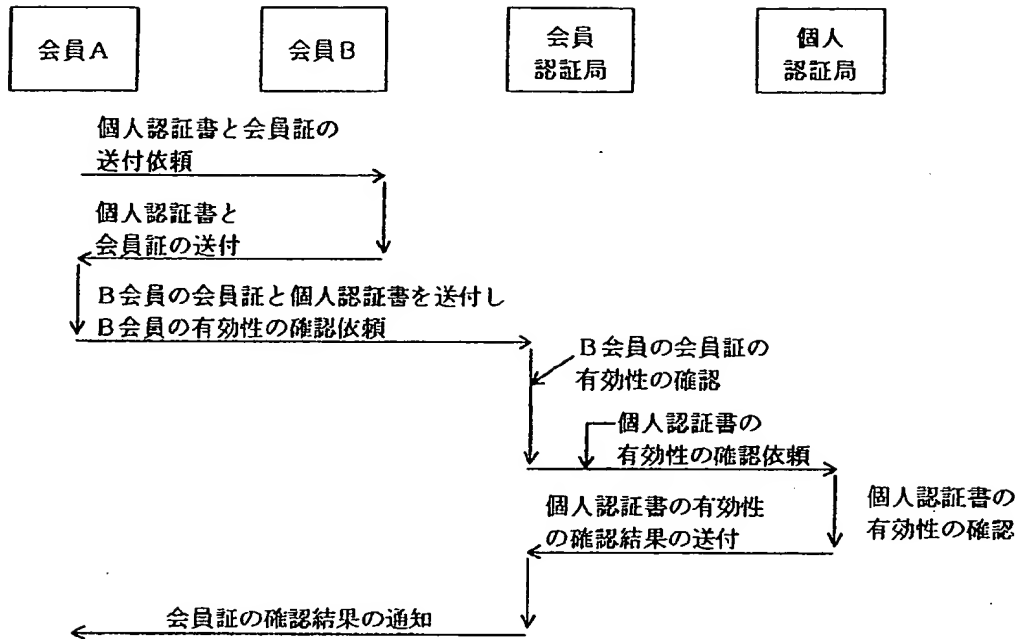 会員A
会員B
会員
認証局
個人
認証局
個人認証書と会員証の
送付依頼
個人認証書と
会員証の送付
B会員の会員証と個人認証書を送付し
B会員の有効性の確認依頼
B会員の会員証の
有効性の確認
個人認証書の
有効性の確認依頼
個人認証書の有効性
の確認結果の送付
個人認証書の
有効性の確認
会員証の確認結果の通知